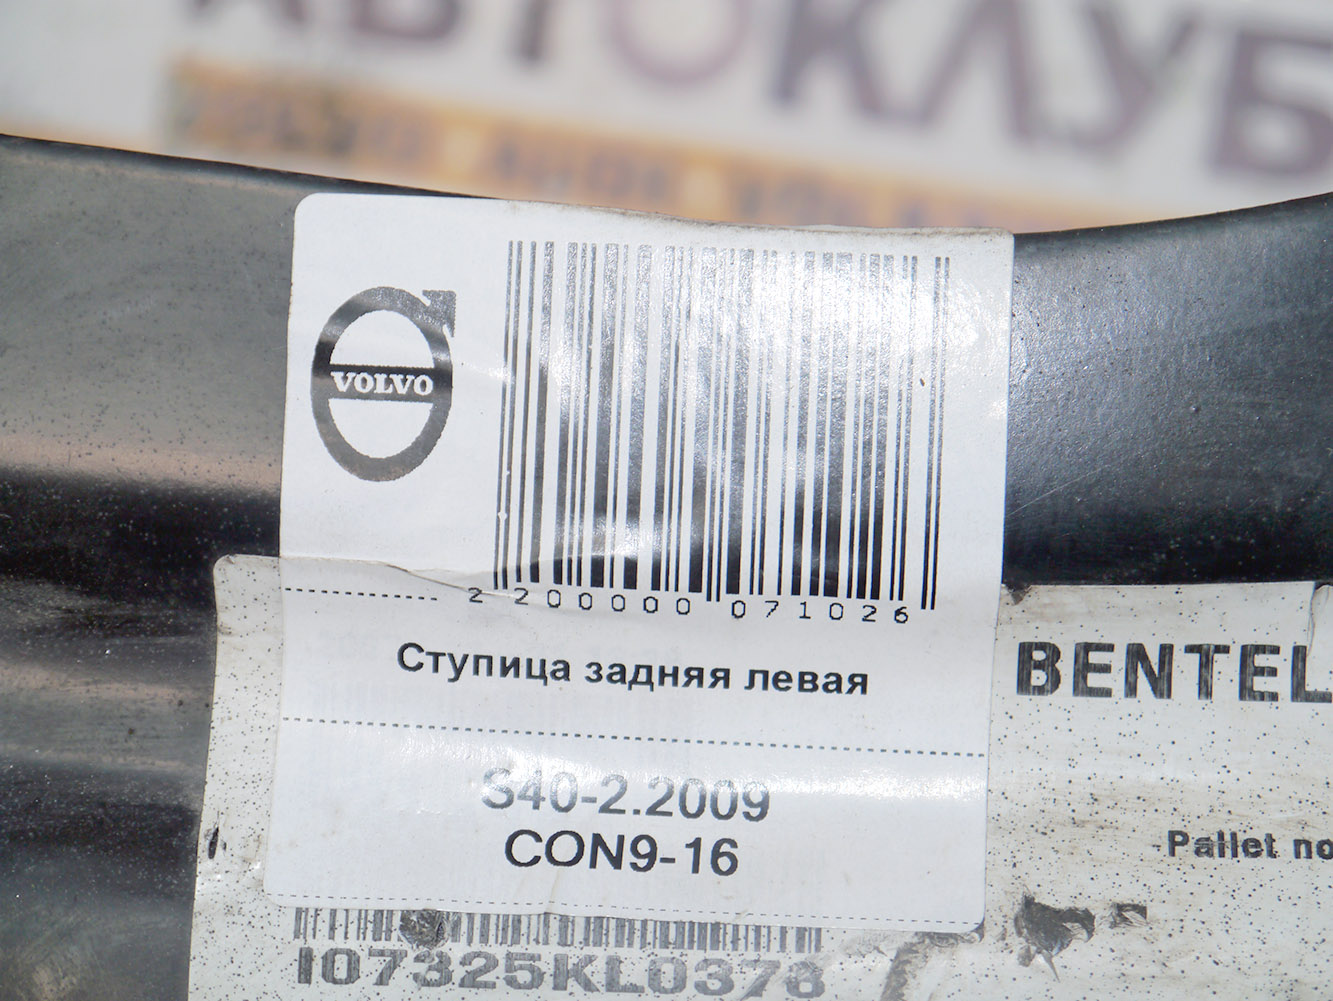 АВТОКЛУБ
VOLVO
2 200000 071026
Ступица задняя левая
S40-2.2009
CON9-16
BENTEL
Pallet no
I07325KL0378